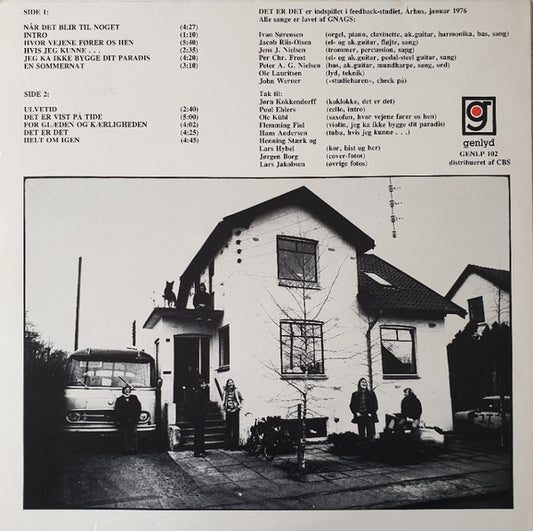 SIDE 1:
NÅR DET BLIR TIL NOGET (4:27)
INTRO (1:10)
HVOR VEJENE FØRER OS HEN (5:40)
HVIS JEG KUNNE . . . (2:35)
JEG KA IKKE BYGGE DIT PARADIS (4:20)
EN SOMMERNAT (3:10)
SIDE 2:
ULVETID (2:40)
DET ER VIST PÅ TIDE (5:00)
FOR GLÆDEN OG KÆRLIGHEDEN (4:02)
DET ER DET (4:25)
HELT OM IGEN (4:45)
DET ER DET er indspillet i feedback-studiet, Århus, januar 1976
Alle sange er lavet af GNAGS:
Ivan Sørensen (orgel, piano, clavinette, ak.guitar, harmonika, bas, sang)
Jacob Riis-Olsen (el- og ak.guitar, fløjte, sang)
Jens J. Nielsen (trommer, percussion, sang)
Per Chr. Frost (el- og ak.guitar, pedal-steel guitar, sang)
Peter A. G. Nielsen (bas, ak.guitar, mundharpe, sang, ord)
Ole Lauritsen (lyd, teknik)
John Werner («studiebaren», check på)
Tak til:
Jørn Kokkendorff (koklokke, det er det)
Poul Ehlers (cello, intro)
Ole Kühl (saxofon, hvor vejene fører os hen)
Flemming Fiol (violin, jeg ka ikke bygge dit paradis)
Hans Andersen (tuba, hvis jeg kunne . . .)
Henning Stærk og
Lars Hybel (kor, hist og her)
Jørgen Borg (cover-fotos)
Lars Jakobsen (øvrige fotos)
genlyd
GENLP 102
distribueret af CBS